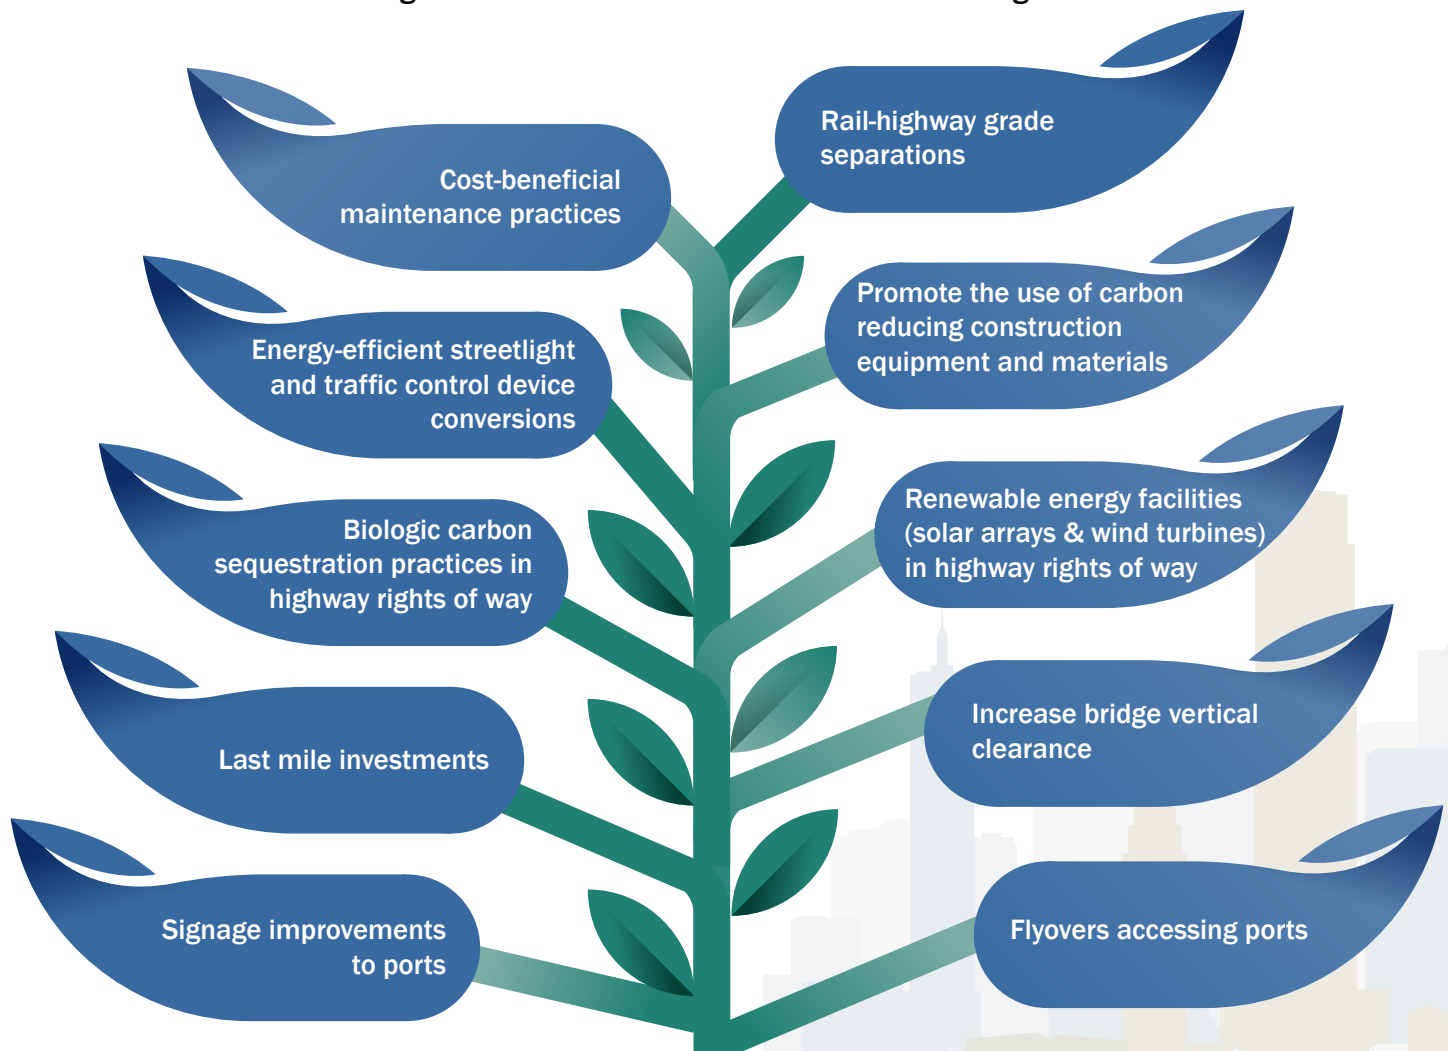 Cost-beneficial
maintenance practices
Energy-efficient streetlight
and traffic control device
conversions
Biologic carbon
sequestration practices in
highway rights of way
Last mile investments
Signage improvements
to ports
Rail-highway grade
separations
Promote the use of carbon
reducing construction
equipment and materials
Renewable energy facilities
(solar arrays & wind turbines)
in highway rights of way
Increase bridge vertical
clearance
Flyovers accessing ports